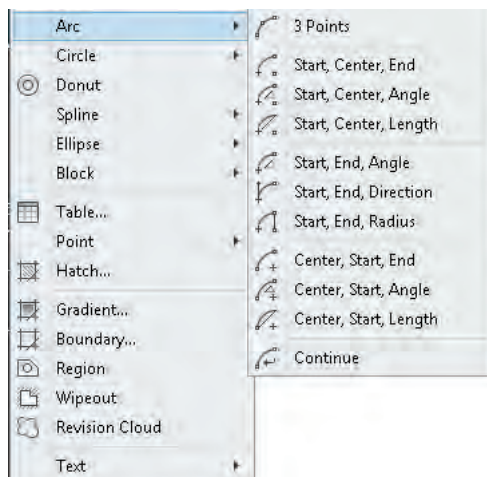 Arc
Circle
Donut
Spline
Ellipse
Block
Table...
Point
Hatch...
Gradient...
Boundary...
Region
Wipeout
Revision Cloud
Text
3 Points
Start, Center, End
Start, Center, Angle
Start, Center, Length
Start, End, Angle
Start, End, Direction
Start, End, Radius
Center, Start, End
Center, Start, Angle
Center, Start, Length
Continue